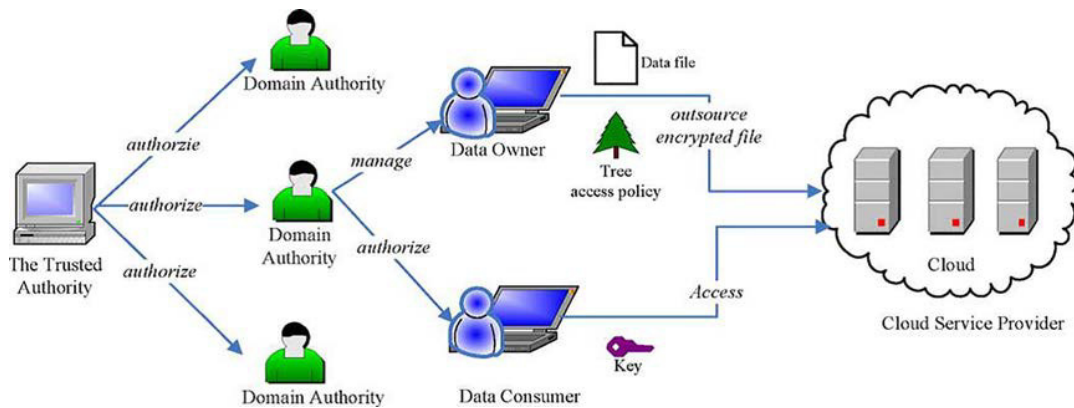 Domain Authority
Data file
authorzie
manage
Data Owner
outsource
encrypted file
Tree
access policy
authorize
Domain
Authority
authorize
The Trusted
Authority
authorize
Cloud
Access
Cloud Service Provider
Key
Domain Authority
Data Consumer